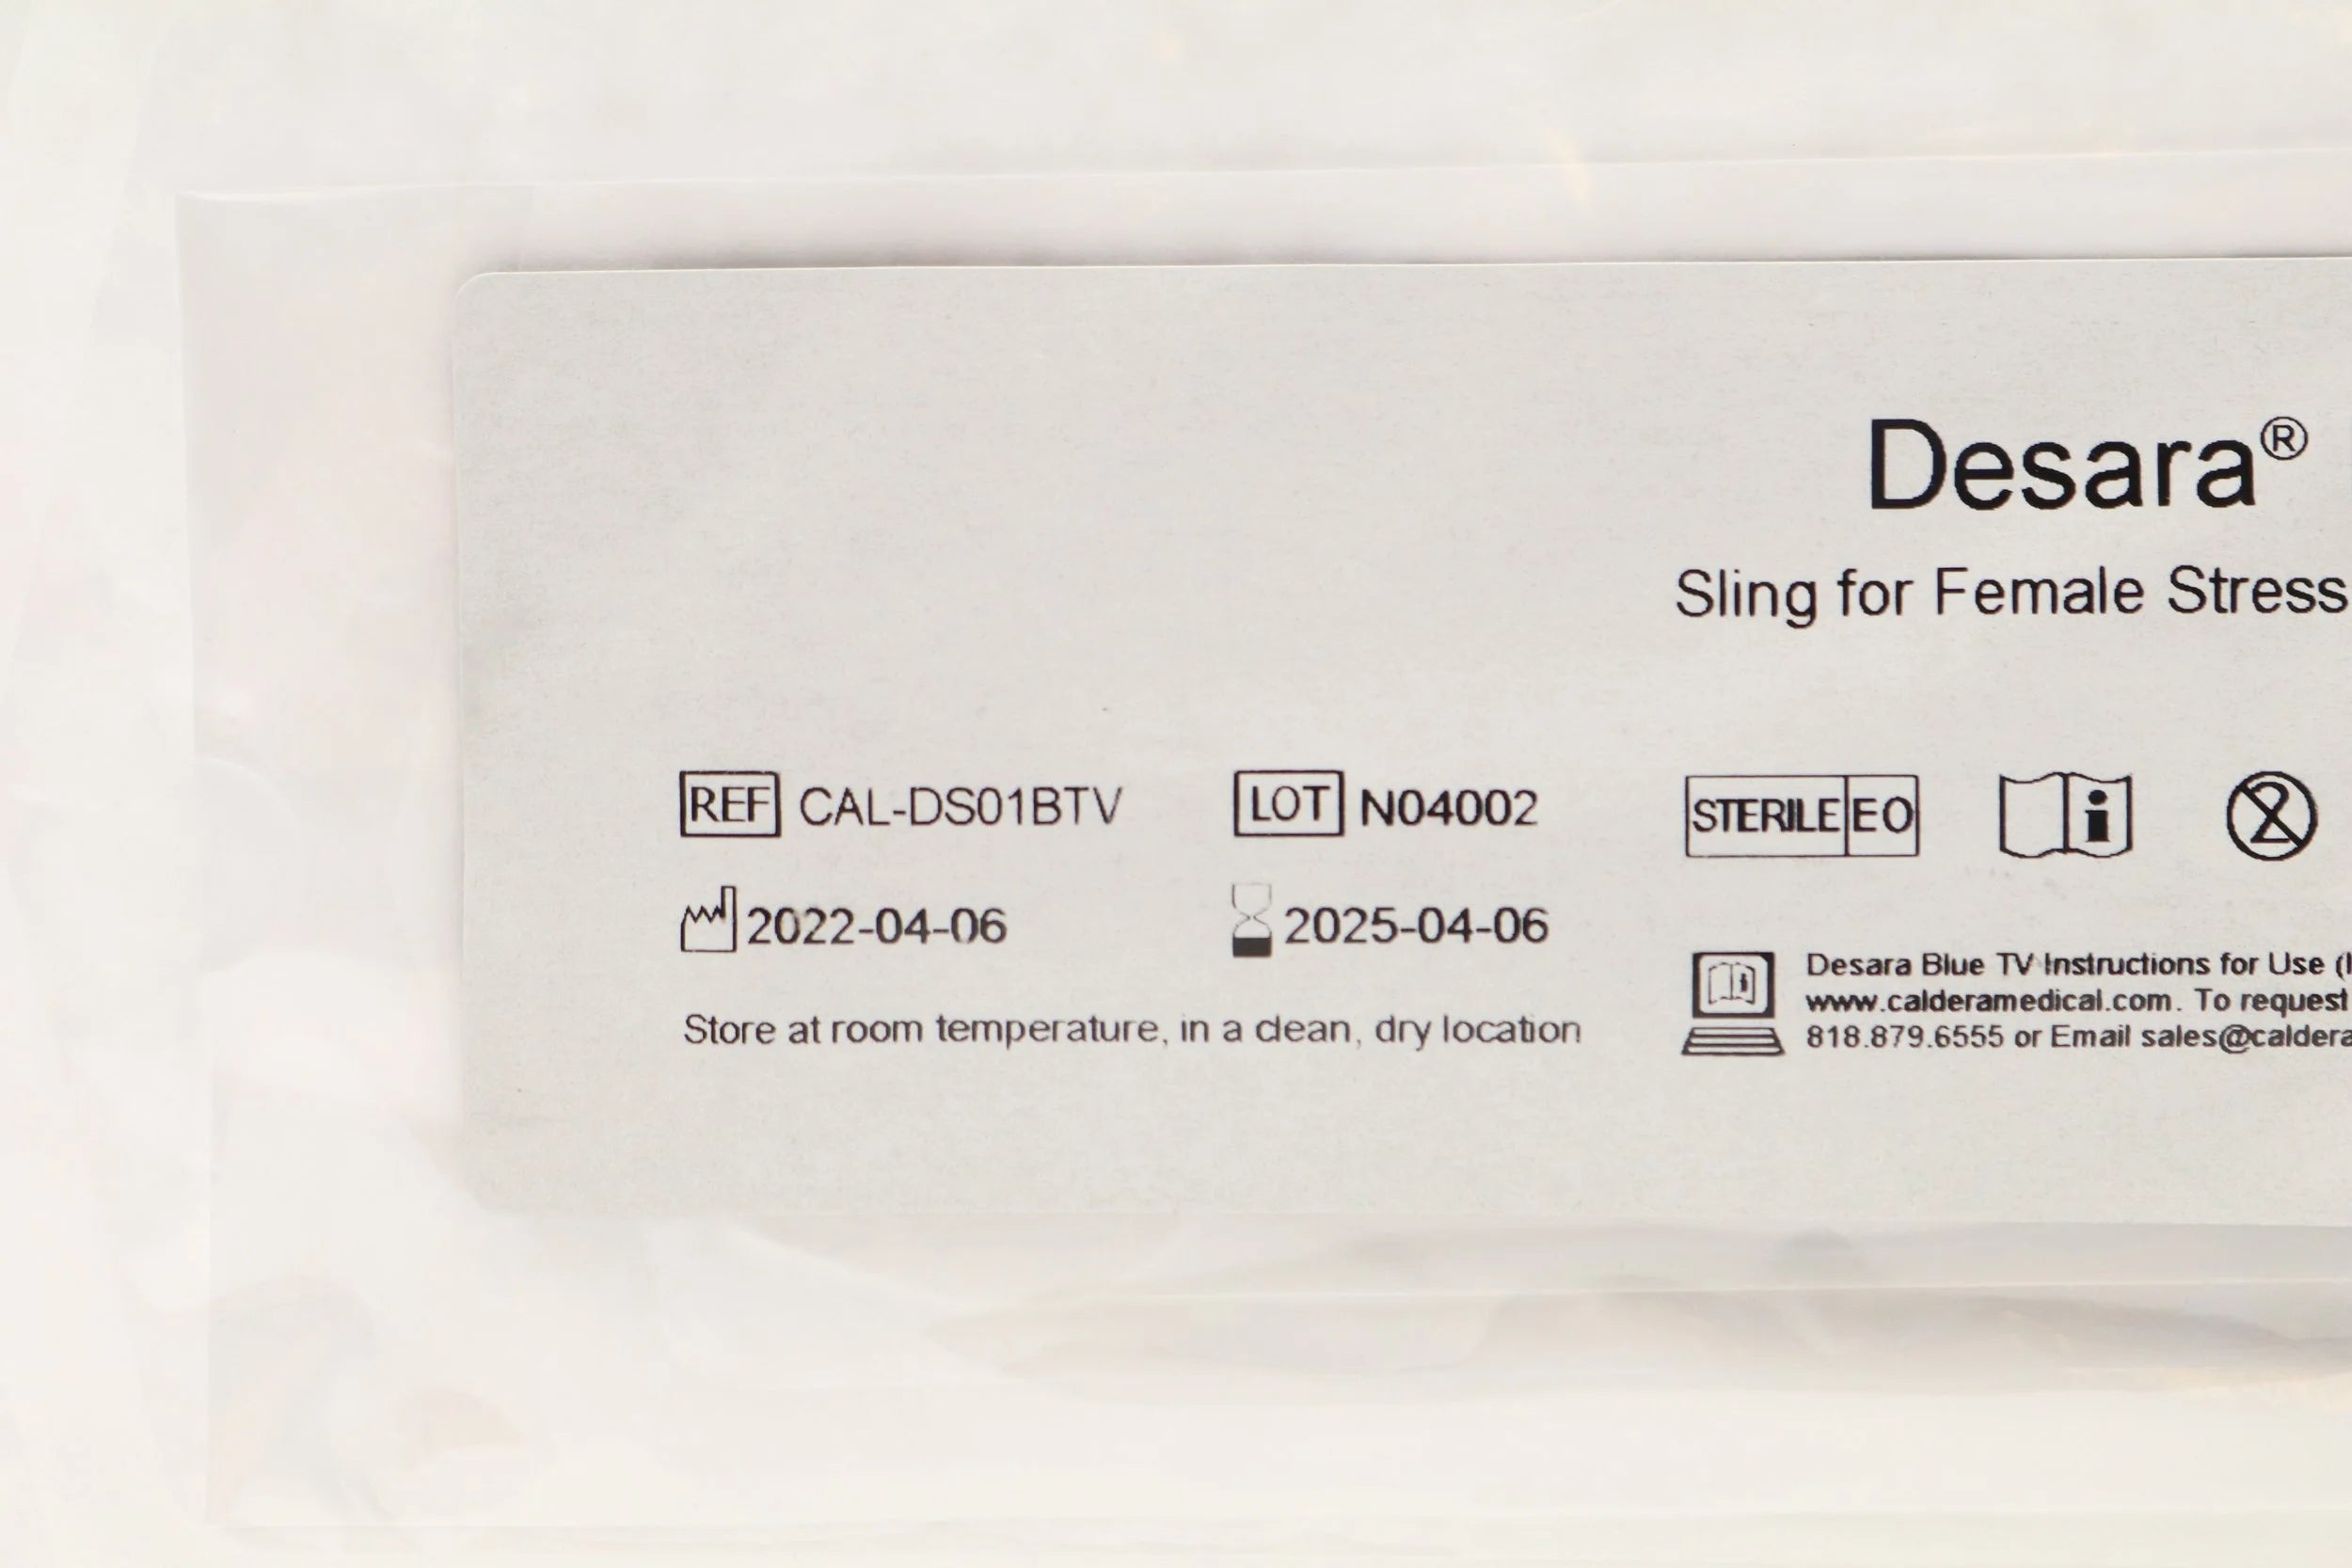 Desara®
Sling for Female Stress
REF CAL-DS01BTV
LOT N04002
STERILE EO
2022-04-06
2025-04-06
Store at room temperature, in a clean, dry location
Desara Blue TV Instructions for Use (
www.calderamedical.com. To request
818.879.6555 or Email sales@caldera